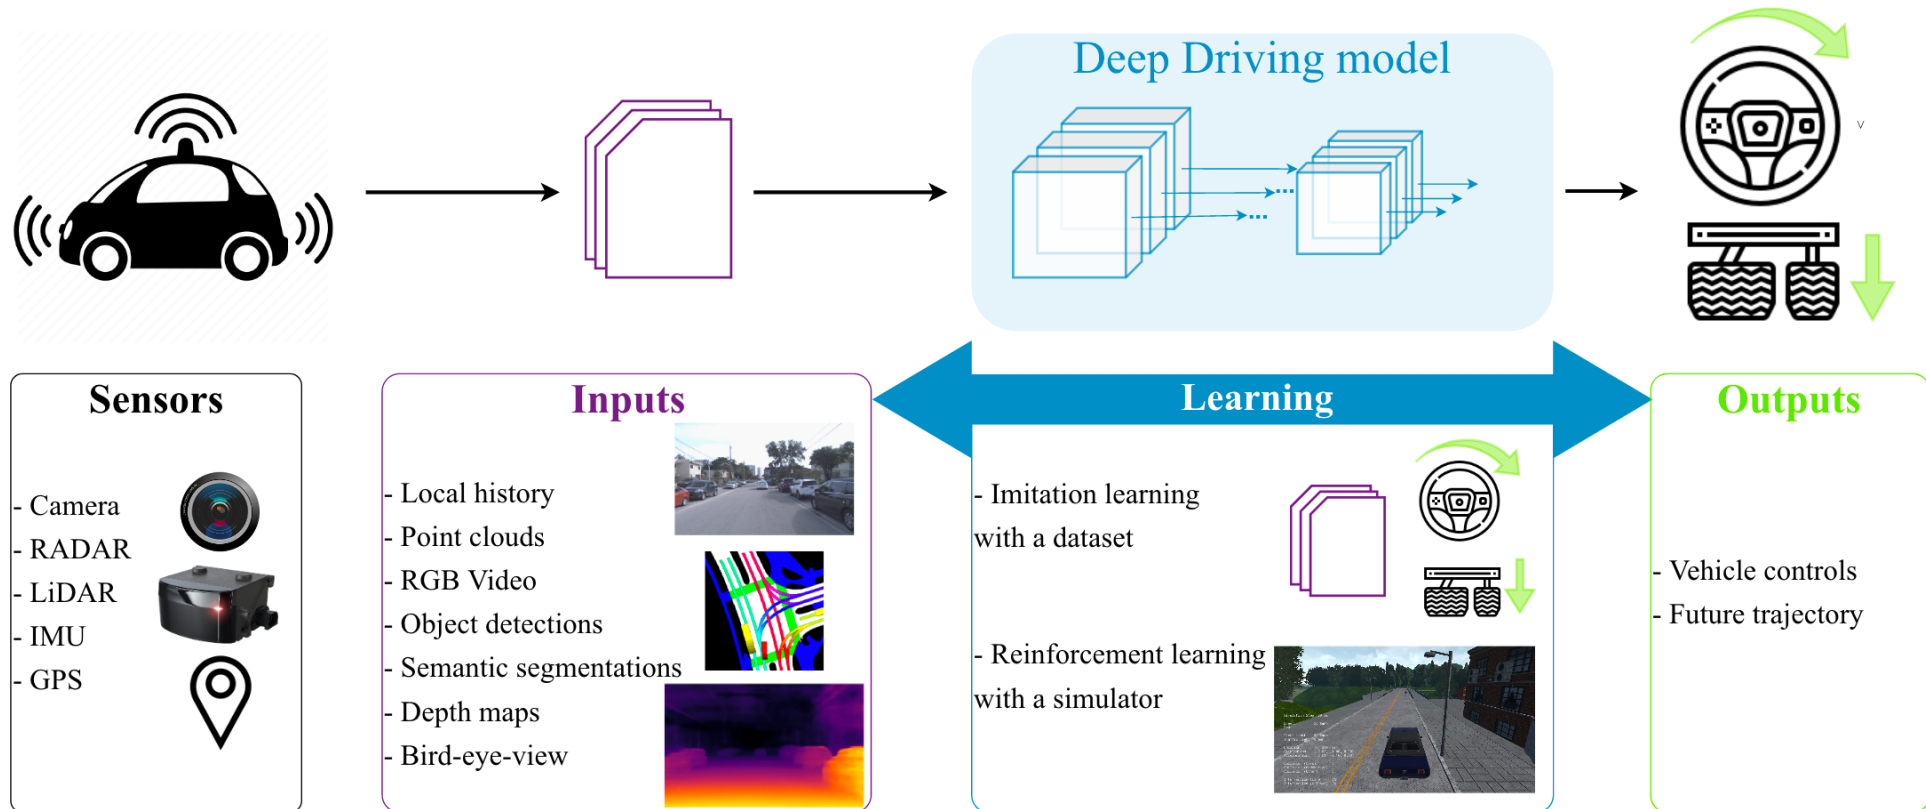 Deep Driving model
...
...
v
Sensors
- Camera
- RADAR
- LiDAR
- IMU
- GPS
Inputs
- Local history
- Point clouds
- RGB Video
- Object detections
- Semantic segmentations
- Depth maps
- Bird-eye-view
Learning
- Imitation learning
with a dataset
- Reinforcement learning
with a simulator
Outputs
- Vehicle controls
- Future trajectory